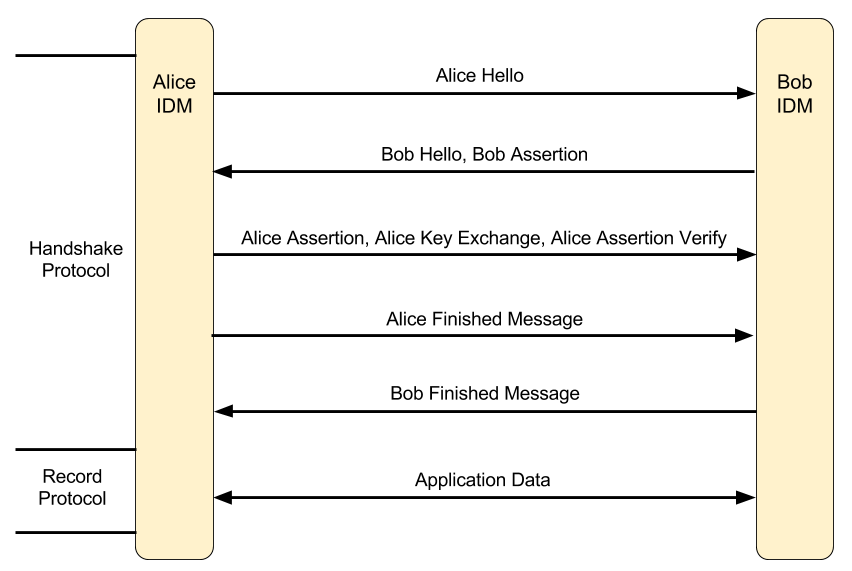 Alice
IDM
Bob
IDM
Alice Hello
Bob Hello, Bob Assertion
Handshake
Protocol
Alice Assertion, Alice Key Exchange, Alice Assertion Verify
Alice Finished Message
Bob Finished Message
Record
Protocol
Application Data